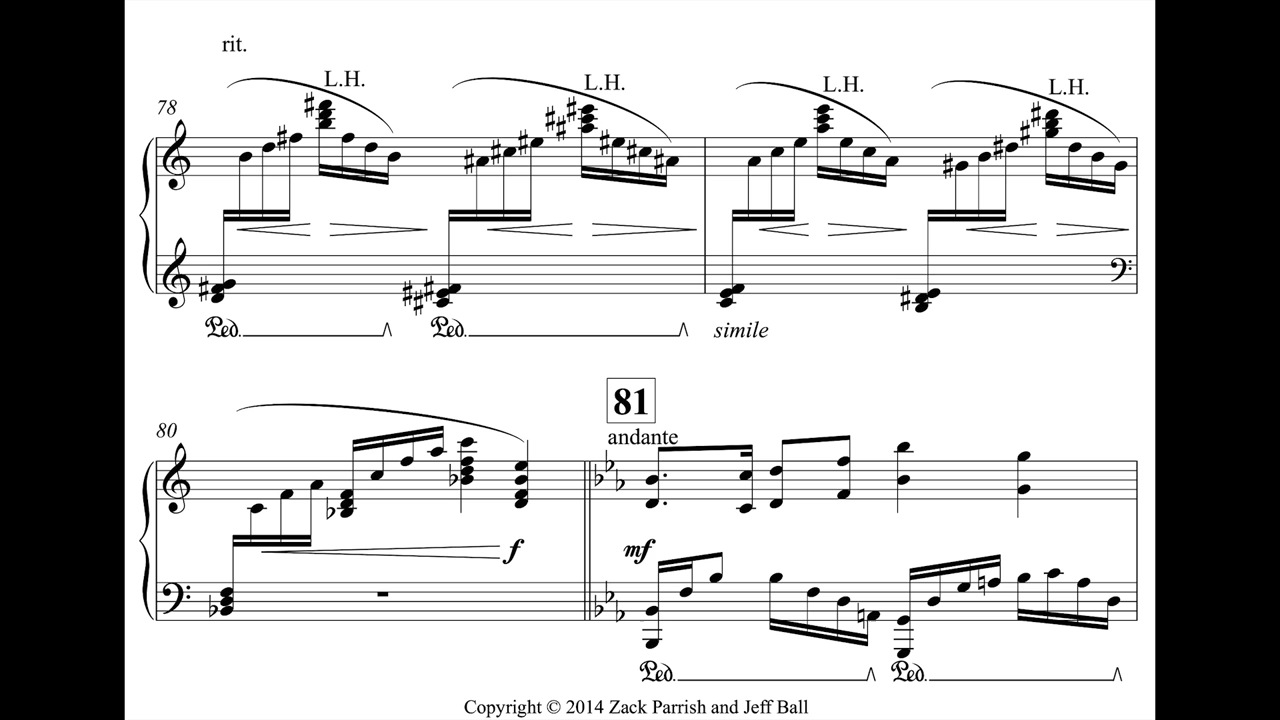 rit.
L.H. L.H. L.H. L.H.
78
Ped. Ped. simile
81
80
andante
f mf
Ped. Ped.
Copyright © 2014 Zack Parrish and Jeff Ball